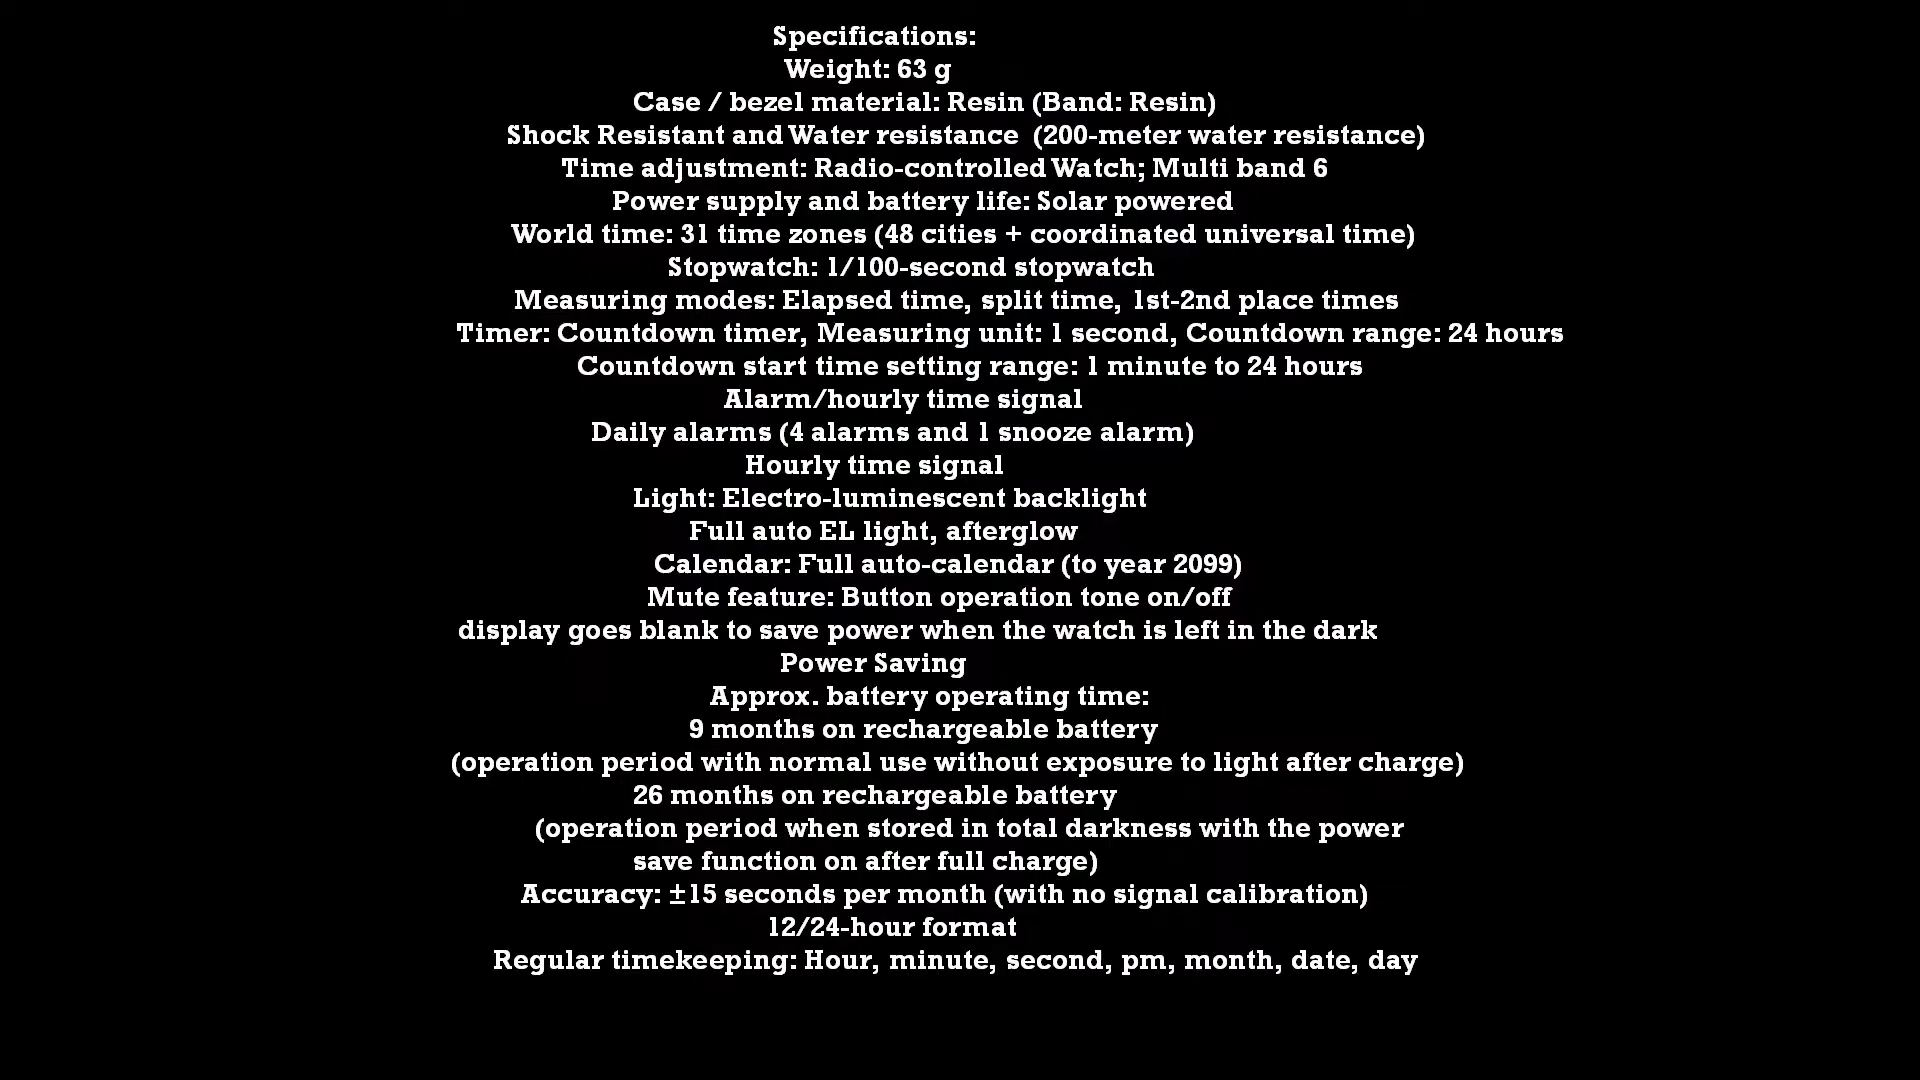 Specifications:
Weight: 63 g
Case / bezel material: Resin (Band: Resin)
Shock Resistant and Water resistance (200-meter water resistance)
Time adjustment: Radio-controlled Watch; Multi band 6
Power supply and battery life: Solar powered
World time: 31 time zones (48 cities + coordinated universal time)
Stopwatch: 1/100-second stopwatch
Measuring modes: Elapsed time, split time, 1st-2nd place times
Timer: Countdown timer, Measuring unit: 1 second, Countdown range: 24 hours
Countdown start time setting range: 1 minute to 24 hours
Alarm/hourly time signal
Daily alarms (4 alarms and 1 snooze alarm)
Hourly time signal
Light: Electro-luminescent backlight
Full auto EL light, afterglow
Calendar: Full auto-calendar (to year 2099)
Mute feature: Button operation tone on/off
display goes blank to save power when the watch is left in the dark
Power Saving
Approx. battery operating time:
9 months on rechargeable battery
(operation period with normal use without exposure to light after charge)
26 months on rechargeable battery
(operation period when stored in total darkness with the power
save function on after full charge)
Accuracy: ±15 seconds per month (with no signal calibration)
12/24-hour format
Regular timekeeping: Hour, minute, second, pm, month, date, day